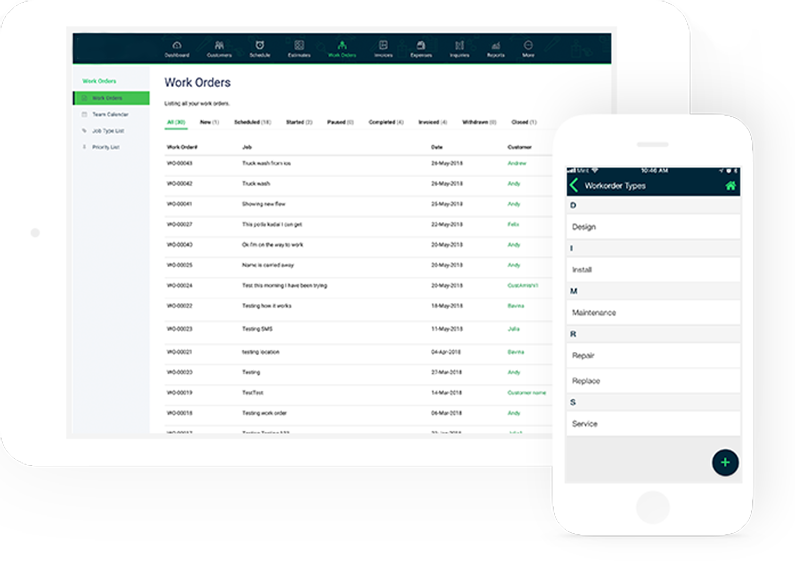 Dashboard Customers Schedule Estimates Work Orders Invoices Expenses Inquiries Reports More
Work Orders
Work Orders
Team Calendar
Job Type List
Priority List
Work Orders
Listing all your work orders.
All (30) New (1) Scheduled (18) Started (3) Paused (0) Completed (4) Invoiced (4) Withdrawn (0) Closed (1)
Work Order# Job Date Customer
WO-00043 Truck wash from ios 26-May-2018 Andrew
WO-00042 Truck wash 26-May-2018 Andy
WO-00041 Showing new flow 25-May-2018 Andy
WO-00027 This potla kadai I can get 22-May-2018 Felix
WO-00040 Ok I'm on the way to work 20-May-2018 Andy
WO-00025 Name is carried away 20-May-2018 Andy
WO-00024 Test this morning I have been trying 20-May-2018
WO-00022 Testing how it works 18-May-2018 Bavma
WO-00023 Testing SMS 11-May-2018 Julia
WO-00021 testing location 04-Apr-2018 Bavma
WO-00020 Testing 27-Mar-2018 Andy
WO-00019 TestTest 14-Mar-2018 Customer name
WO-00018 Testing work order 06-Mar-2018 Andy
10:46 AM
Workorder Types
D
Design
I
Install
M
Maintenance
R
Repair
Replace
S
Service
+